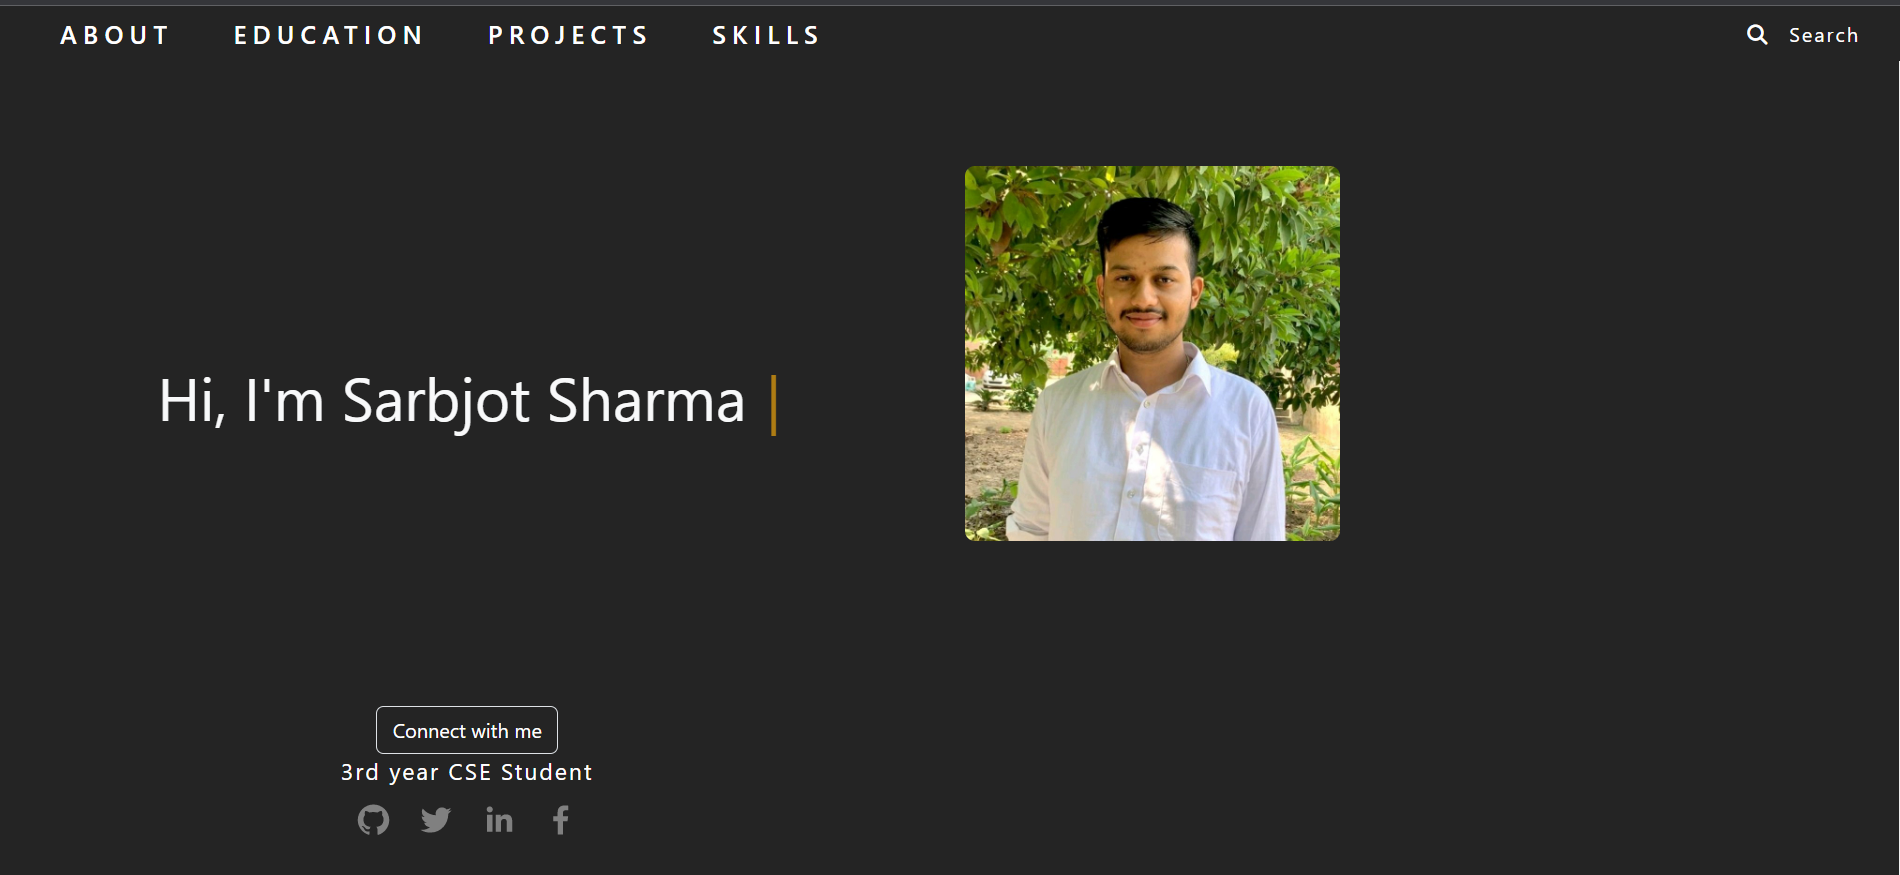 ABOUT EDUCATION PROJECTS SKILLS Search
Hi, I'm Sarbjot Sharma |
Connect with me
3rd year CSE Student